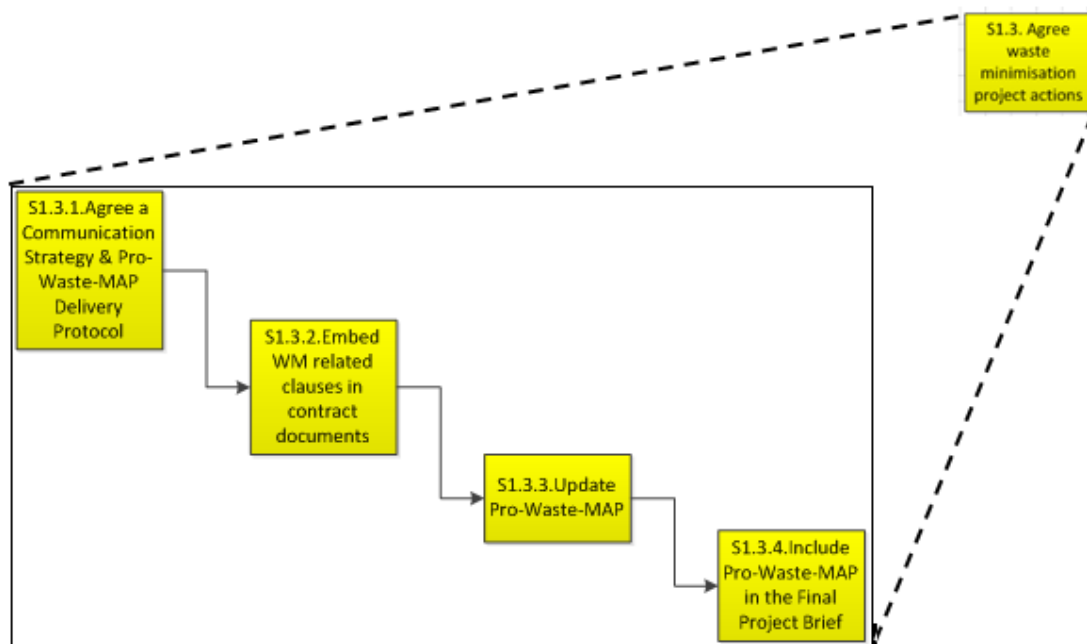 S1.3. Agree
waste
minimisation
project actions
S1.3.1.Agree a
Communication
Strategy & Pro-
Waste-MAP
Delivery
Protocol
S1.3.2.Embed
WM related
clauses in
contract
documents
S1.3.3.Update
Pro-Waste-MAP
S1.3.4.Include
Pro-Waste-MAP
in the Final
Project Brief